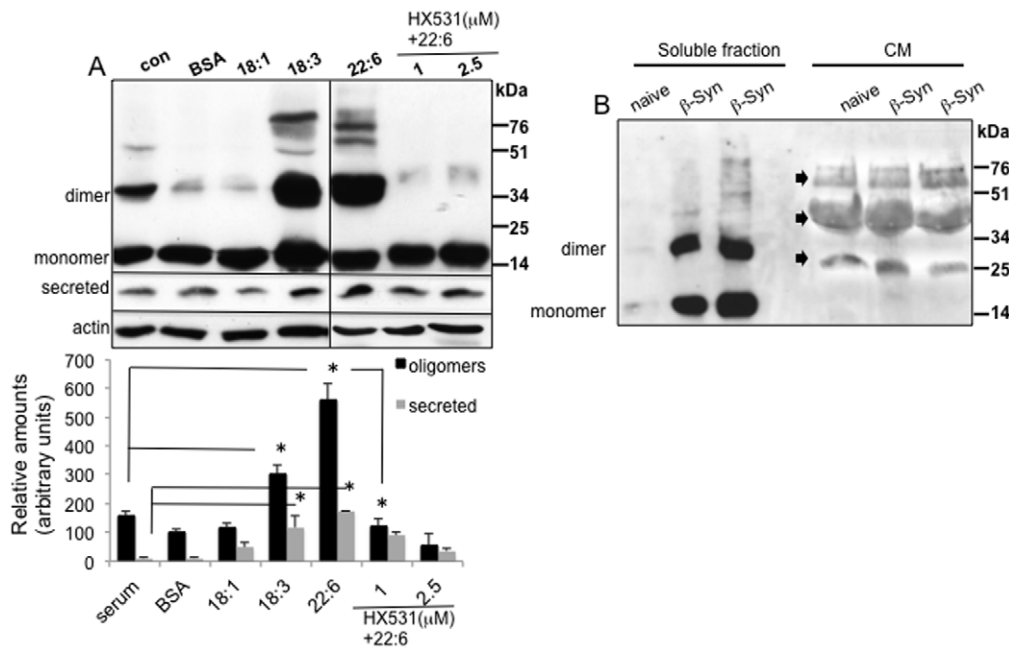 HX531(μM)
+22:6
A con BSA 18:1 18:3 22:6 1 2.5
kDa
76
51
dimer 34
25
monomer 14
secreted
actin
700
600
500
400
300
200
100
0
Relative amounts
(arbitrary units)
oligomers
secreted
*
*
*
*
*
serum BSA 18:1 18:3 22:6 1 2.5
HX531(μM)
+22:6
Soluble fraction CM
B naive β-Syn β-Syn naive β-Syn β-Syn
kDa
76
51
34
dimer
25
monomer 14